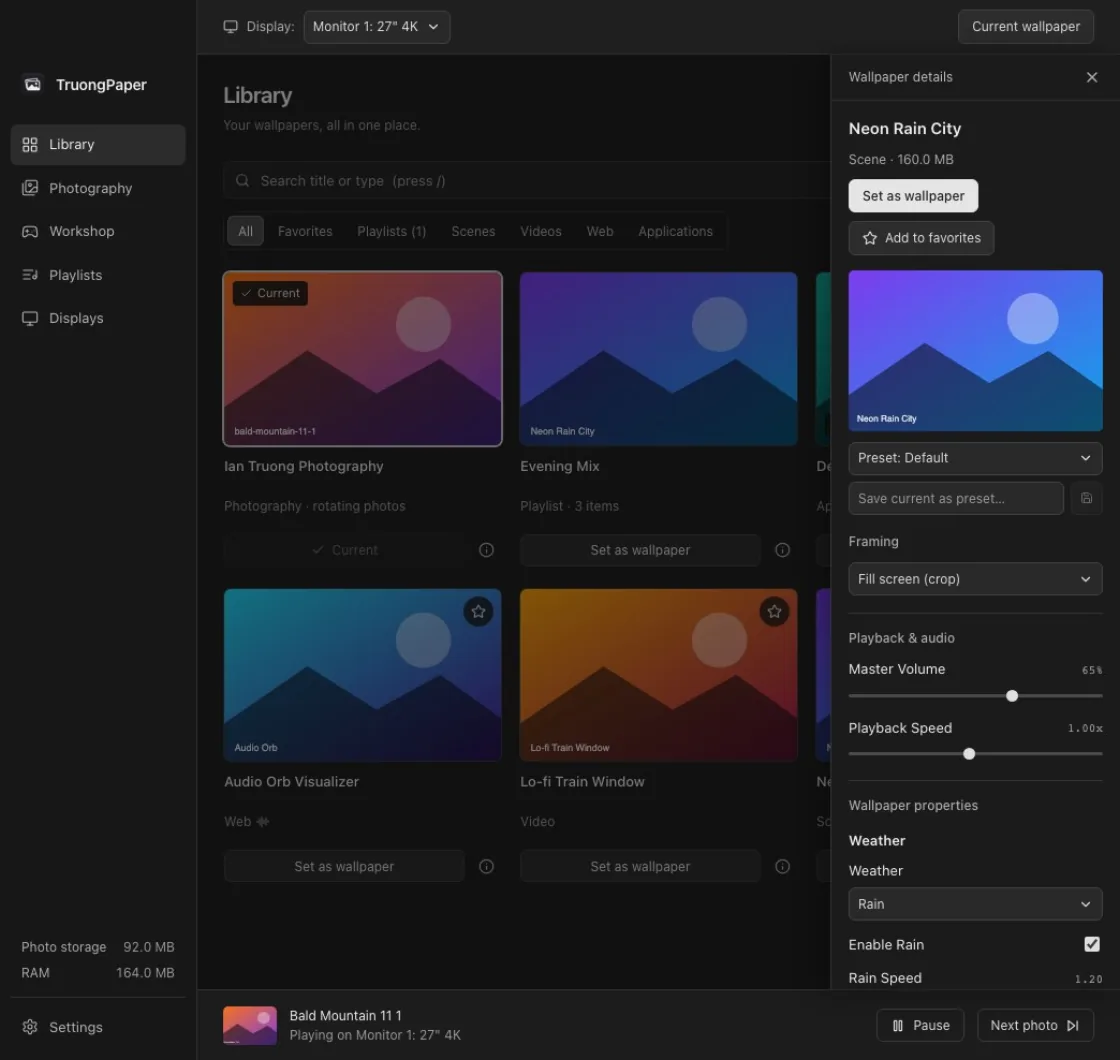 Display:
Monitor 1: 27" 4K
Current wallpaper
TruongPaper
Library
Photography
Workshop
Playlists
Displays
Photo storage 92.0 MB
RAM 164.0 MB
Settings
Library
Your wallpapers, all in one place.
Search title or type (press /)
All
Favorites
Playlists (1)
Scenes
Videos
Web
Applications
Current
bald-mountain-11-1
Ian Truong Photography
Photography · rotating photos
Current
Neon Rain City
Evening Mix
Playlist · 3 items
Set as wallpaper
Audio Orb
Audio Orb Visualizer
Web
Set as wallpaper
Lo-fi Train Window
Lo-fi Train Window
Video
Set as wallpaper
Wallpaper details
Neon Rain City
Scene · 160.0 MB
Set as wallpaper
Add to favorites
Neon Rain City
Preset: Default
Save current as preset...
Framing
Fill screen (crop)
Playback & audio
Master Volume 65%
Playback Speed 1.00x
Wallpaper properties
Weather
Weather
Rain
Enable Rain
Rain Speed 1.20
Bald Mountain 11 1
Playing on Monitor 1: 27" 4K
Pause
Next photo